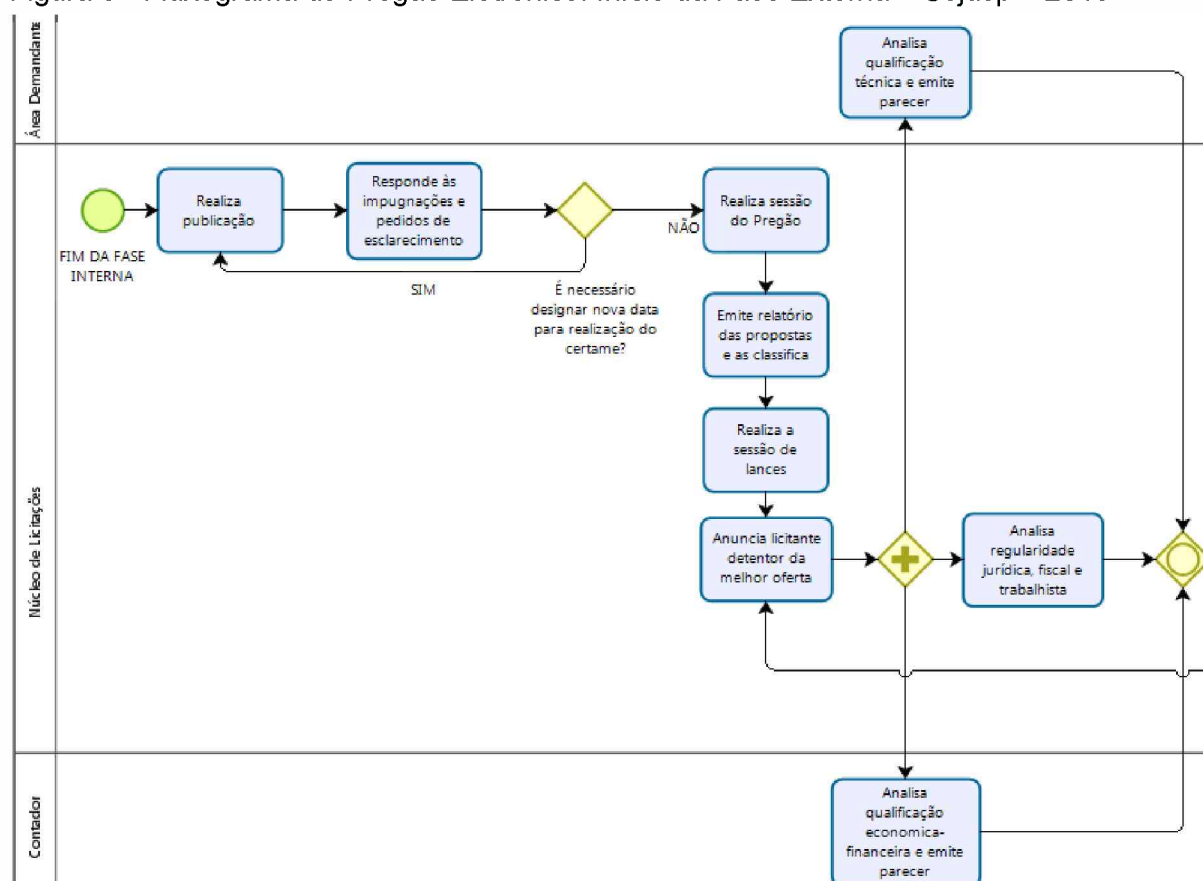 Área Demandante
Analisa
qualificação
técnica e emite
parecer
Núcleo de Licitações
FIM DA FASE
INTERNA
Realiza
publicação
Responde às
impugnações e
pedidos de
esclarecimento
SIM
É necessário
designar nova data
para realização do
certame?
NÃO
Realiza sessão
do Pregão
Emite relatório
das propostas
e as classifica
Realiza a
sessão de
lances
Anuncia licitante
detentor da
melhor oferta
Analisa
regularidade
jurídica, fiscal e
trabalhista
Contador
Analisa
qualificação
economica-
financeira e emite
parecer